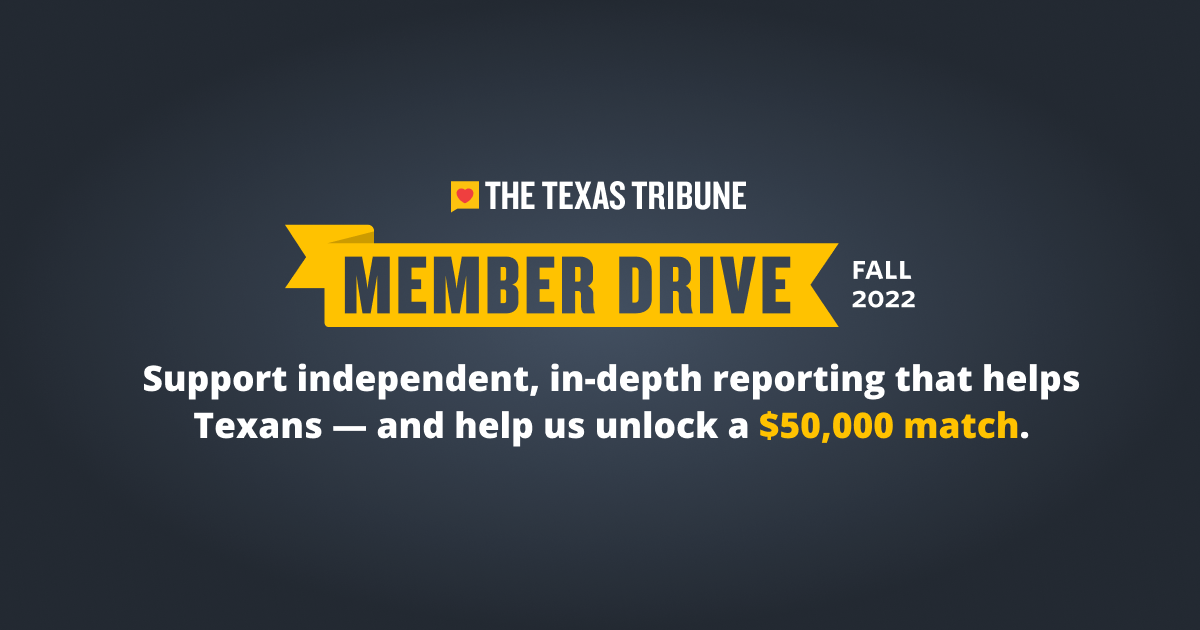 THE TEXAS TRIBUNE
MEMBER DRIVE
FALL
2022
Support independent, in-depth reporting that helps
Texans — and help us unlock a $50,000 match.